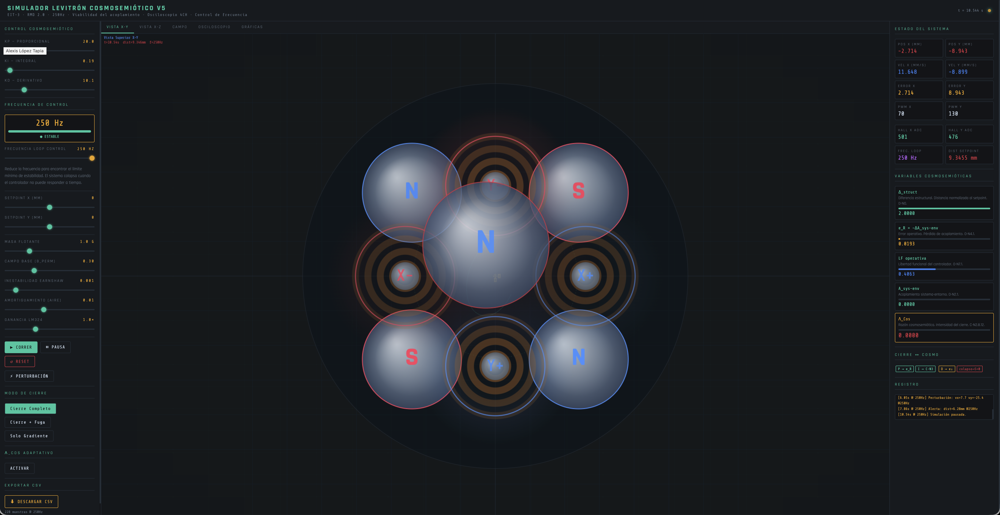 SIMULADOR LEVITRÓN COSMOSEMIÓTICO V5
EIT-3 · RMD 2.0 · 250Hz · Viabilidad del acoplamiento · Osciloscopio 4CH · Control de frecuencia
t = 10.544 s
CONTROL COSMOSEMIÓTICO
KP — PROPORCIONAL 20.0
Alexis López Tapia
KI — INTEGRAL 0.19
KD — DERIVATIVO 10.1
FRECUENCIA DE CONTROL
250 Hz
● ESTABLE
FRECUENCIA LOOP CONTROL 250 HZ
Reduce la frecuencia para encontrar el límite
mínimo de estabilidad. El sistema colapsa cuando
el controlador no puede responder a tiempo.
SETPOINT X (MM) 0
SETPOINT Y (MM) 0
MASA FLOTANTE 1.0 G
CAMPO BASE (B_PERM) 0.30
INESTABILIDAD EARNSHAW 0.001
AMORTIGUAMIENTO (AIRE) 0.01
GANANCIA LM324 1.0×
▶ CORRER
⏸ PAUSA
↺ RESET
⚡ PERTURBACIÓN
MODO DE CIERRE
Cierre Completo
Cierre + Fuga
Solo Gradiente
Λ_COS ADAPTATIVO
ACTIVAR
EXPORTAR CSV
⬇ DESCARGAR CSV
228 muestras @ 250Hz
VISTA X-Y VISTA X-Z CAMPO OSCILOSCOPIO GRÁFICAS
Vista Superior X-Y
t=10.54s dist=9.346mm f=250Hz
N
S
N
X-
X+
S
Y+
N
ESTADO DEL SISTEMA
POS X (MM) POS Y (MM)
-2.714 -8.943
VEL X (MM/S) VEL Y (MM/S)
11.648 -8.899
ERROR X ERROR Y
2.714 8.943
PWM X PWM Y
70 130
HALL X ADC HALL Y ADC
501 476
FREC. LOOP DIST SETPOINT
250 Hz 9.3455 mm
VARIABLES COSMOSEMIÓTICAS
Δ_struct
Diferencia estructural. Distancia normalizada al setpoint.
O-N0.
2.0000
e_R = −ΔA_sys-env
Error operativo. Pérdida de acoplamiento. O-N4.1.
0.0193
LF operativa
Libertad funcional del controlador. O-N7.1.
0.4063
A_sys-env
Acoplamiento sistema-entorno. O-N2.1.
0.0000
Λ_Cos
Razón cosmosemiótica. Intensidad del cierre. C-N2.8.12.
0.0000
CIERRE ↔ COSMO
P → e_R I → C-N3 D → e₂ colapso→S=0
REGISTRO
[6.05s @ 250Hz] Perturbación: vx=7.7 vy=-25.4
@250Hz
[7.86s @ 250Hz] Alerta: dist=6.28mm @250Hz
[10.54s @ 250Hz] Simulación pausada.